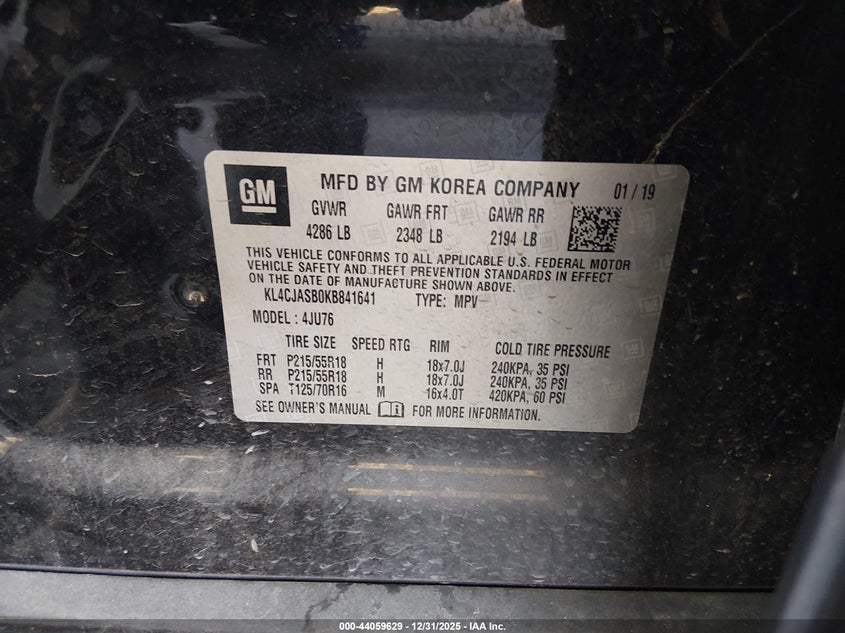 GM
MFD BY GM KOREA COMPANY 01/19
GVWR GAWR FRT GAWR RR
4286 LB 2348 LB 2194 LB
THIS VEHICLE CONFORMS TO ALL APPLICABLE U.S. FEDERAL MOTOR
VEHICLE SAFETY AND THEFT PREVENTION STANDARDS IN EFFECT
ON THE DATE OF MANUFACTURE SHOWN ABOVE.
KL4CJASB0KB841641 TYPE: MPV
MODEL : 4JU76
TIRE SIZE SPEED RTG RIM COLD TIRE PRESSURE
FRT P215/55R18 H 18x7.0J 240KPA, 35 PSI
RR P215/55R18 H 18x7.0J 240KPA, 35 PSI
SPA T125/70R16 M 16x4.0T 420KPA, 60 PSI
SEE OWNER'S MANUAL FOR MORE INFORMATION.
000-44059629 - 12/31/2025 - IAA Inc.